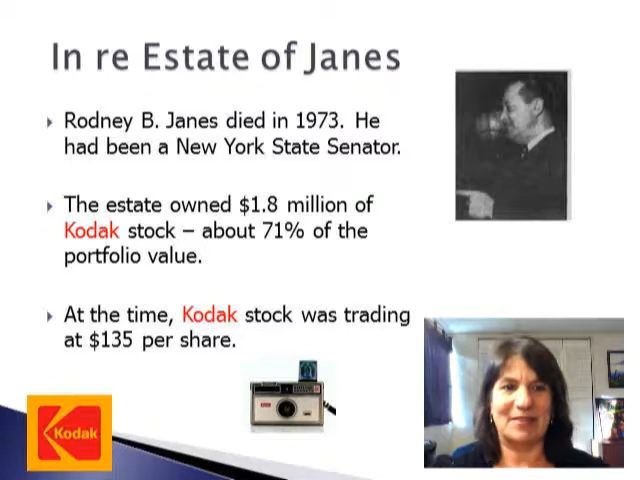 In re Estate of Janes
Rodney B. Janes died in 1973. He
had been a New York State Senator.
The estate owned $1.8 million of
Kodak stock – about 71% of the
portfolio value.
At the time, Kodak stock was trading
at $135 per share.
Kodak